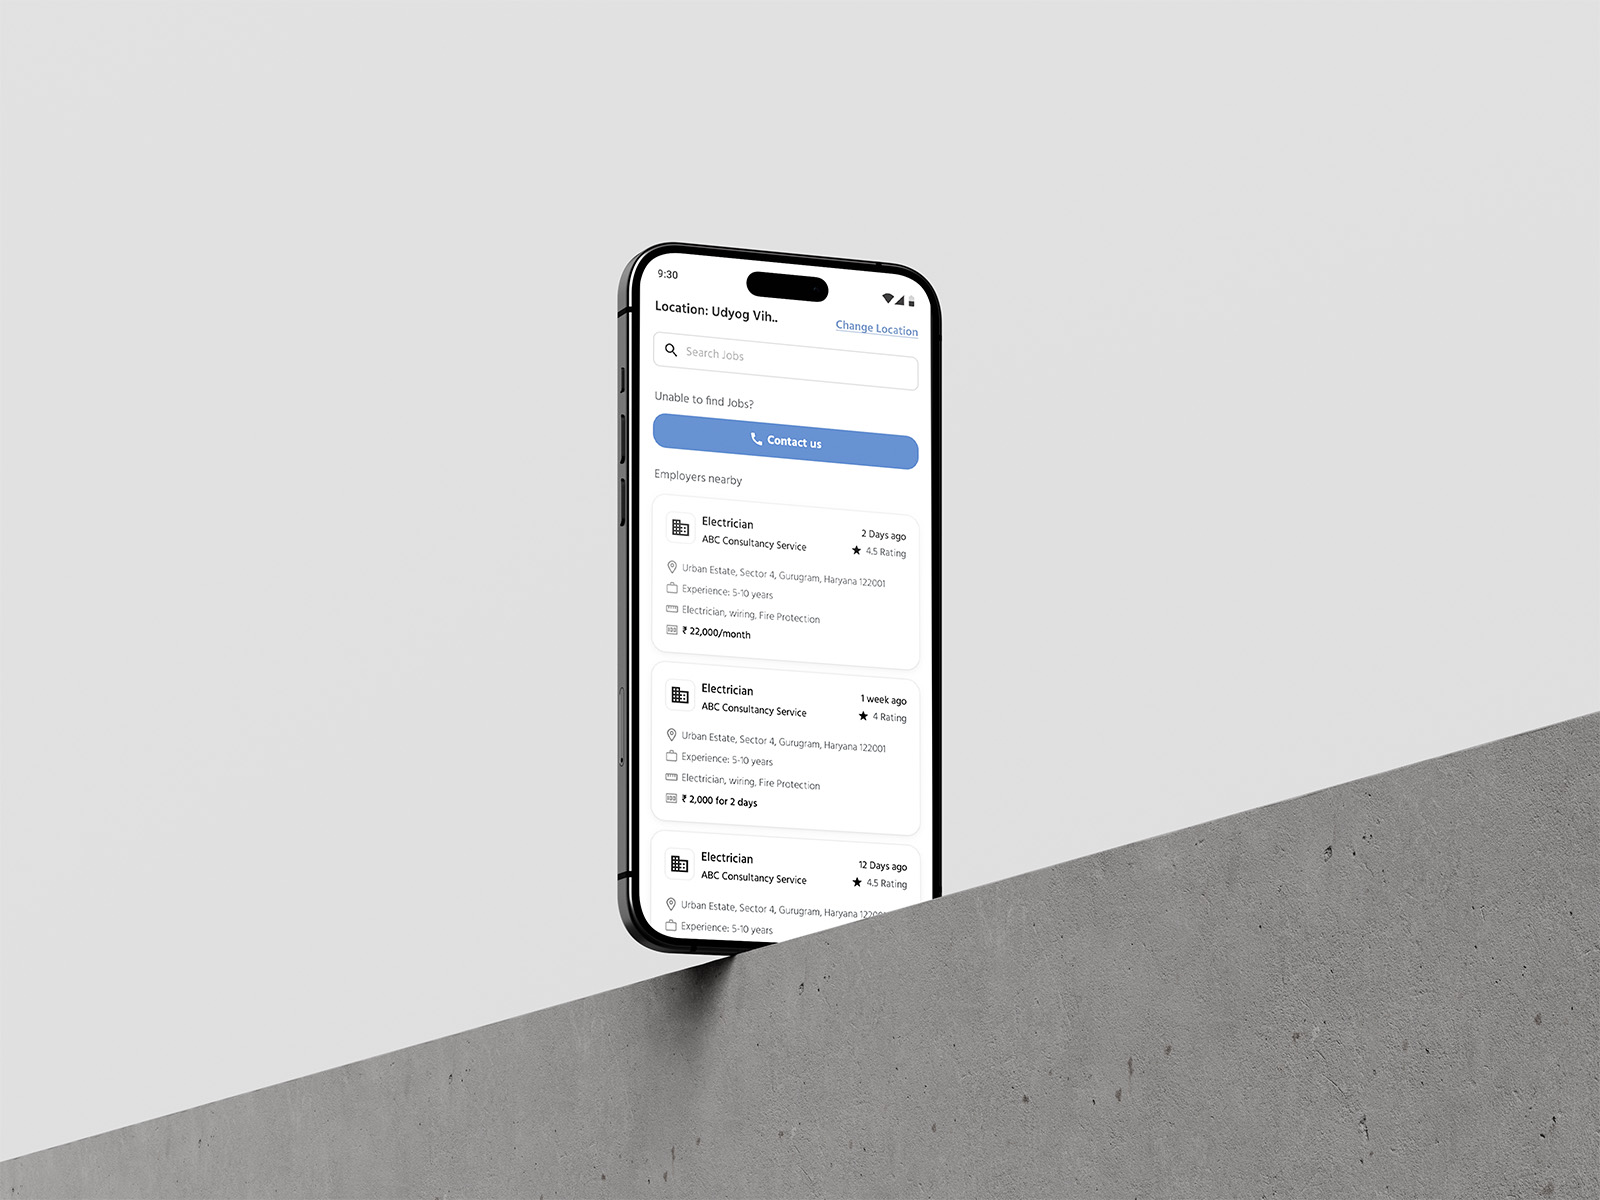 9:30
Location: Udyog Vih..
Change Location
Search Jobs
Unable to find Jobs?
Contact us
Employers nearby
Electrician
2 Days ago
ABC Consultancy Service
4.5 Rating
Urban Estate, Sector 4, Gurugram, Haryana 122001
Experience: 5-10 years
Electrician, wiring, Fire Protection
₹ 22,000/month
Electrician
1 week ago
ABC Consultancy Service
4 Rating
Urban Estate, Sector 4, Gurugram, Haryana 122001
Experience: 5-10 years
Electrician, wiring, Fire Protection
₹ 2,000 for 2 days
Electrician
12 Days ago
ABC Consultancy Service
4.5 Rating
Urban Estate, Sector 4, Gurugram, Haryana
Experience: 5-10 years